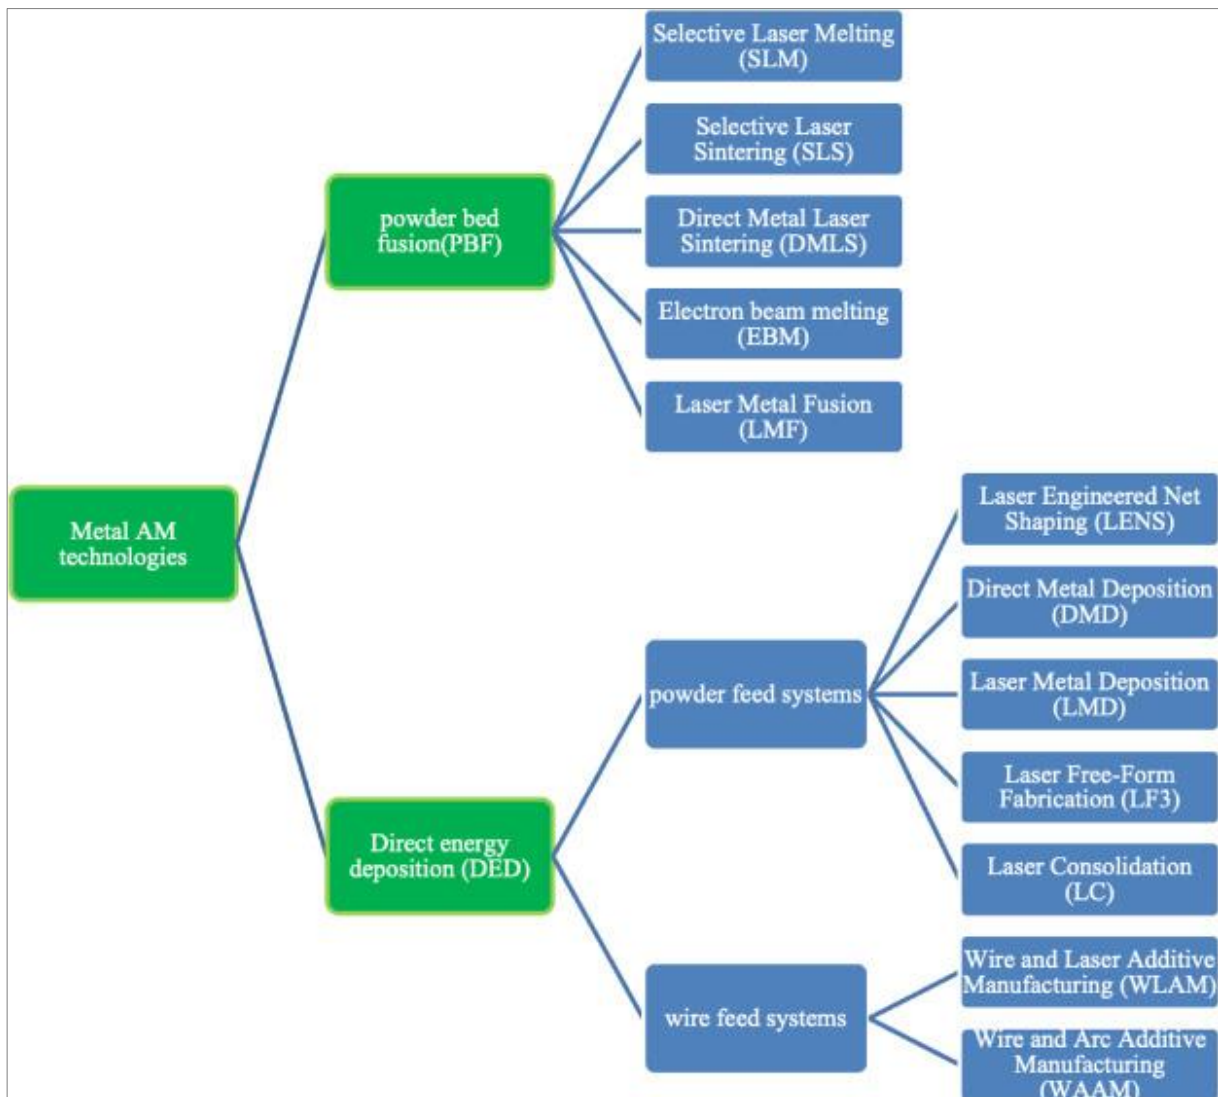 Selective Laser Melting
(SLM)
Selective Laser
Sintering (SLS)
powder bed
fusion(PBF)
Direct Metal Laser
Sintering (DMLS)
Electron beam melting
(EBM)
Laser Metal Fusion
(LMF)
Metal AM
technologies
Laser Engineered Net
Shaping (LENS)
Direct Metal Deposition
(DMD)
powder feed systems
Laser Metal Deposition
(LMD)
Laser Free-Form
Fabrication (LF3)
Direct energy
deposition (DED)
Laser Consolidation
(LC)
Wire and Laser Additive
Manufacturing (WLAM)
wire feed systems
Wire and Arc Additive
Manufacturing
(WAAM)